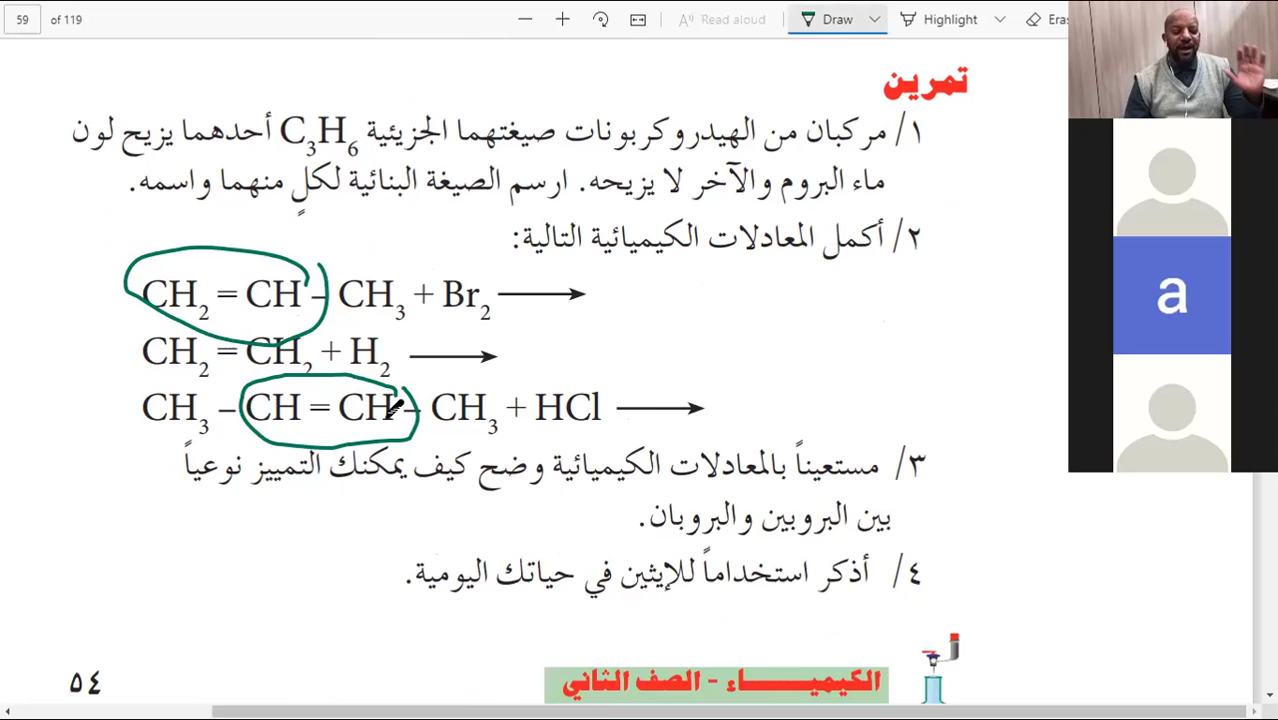 59 of 119
Read aloud
Draw
Highlight
Eras
تمرين
١/ مركبان من الهيدروكربونات صيغتهما الجزيئية C3H6 أحدهما يزيح لون
ماء البروم والآخر لا يزيحه. ارسم الصيغة البنائية لكلٍ منهما واسمه.
٢/ أكمل المعادلات الكيميائية التالية:
CH2 = CH – CH3 + Br2 ⟶
CH2 = CH2 + H2 ⟶
CH3 – CH = CH – CH3 + HCl ⟶
a
٣/ مستعيناً بالمعادلات الكيميائية وضح كيف يمكنك التمييز نوعياً
بين البروبين والبروبان.
٤/ أذكر استخداماً للإيثين في حياتك اليومية.
الكيميـــــاء - الصف الثاني
٥٤